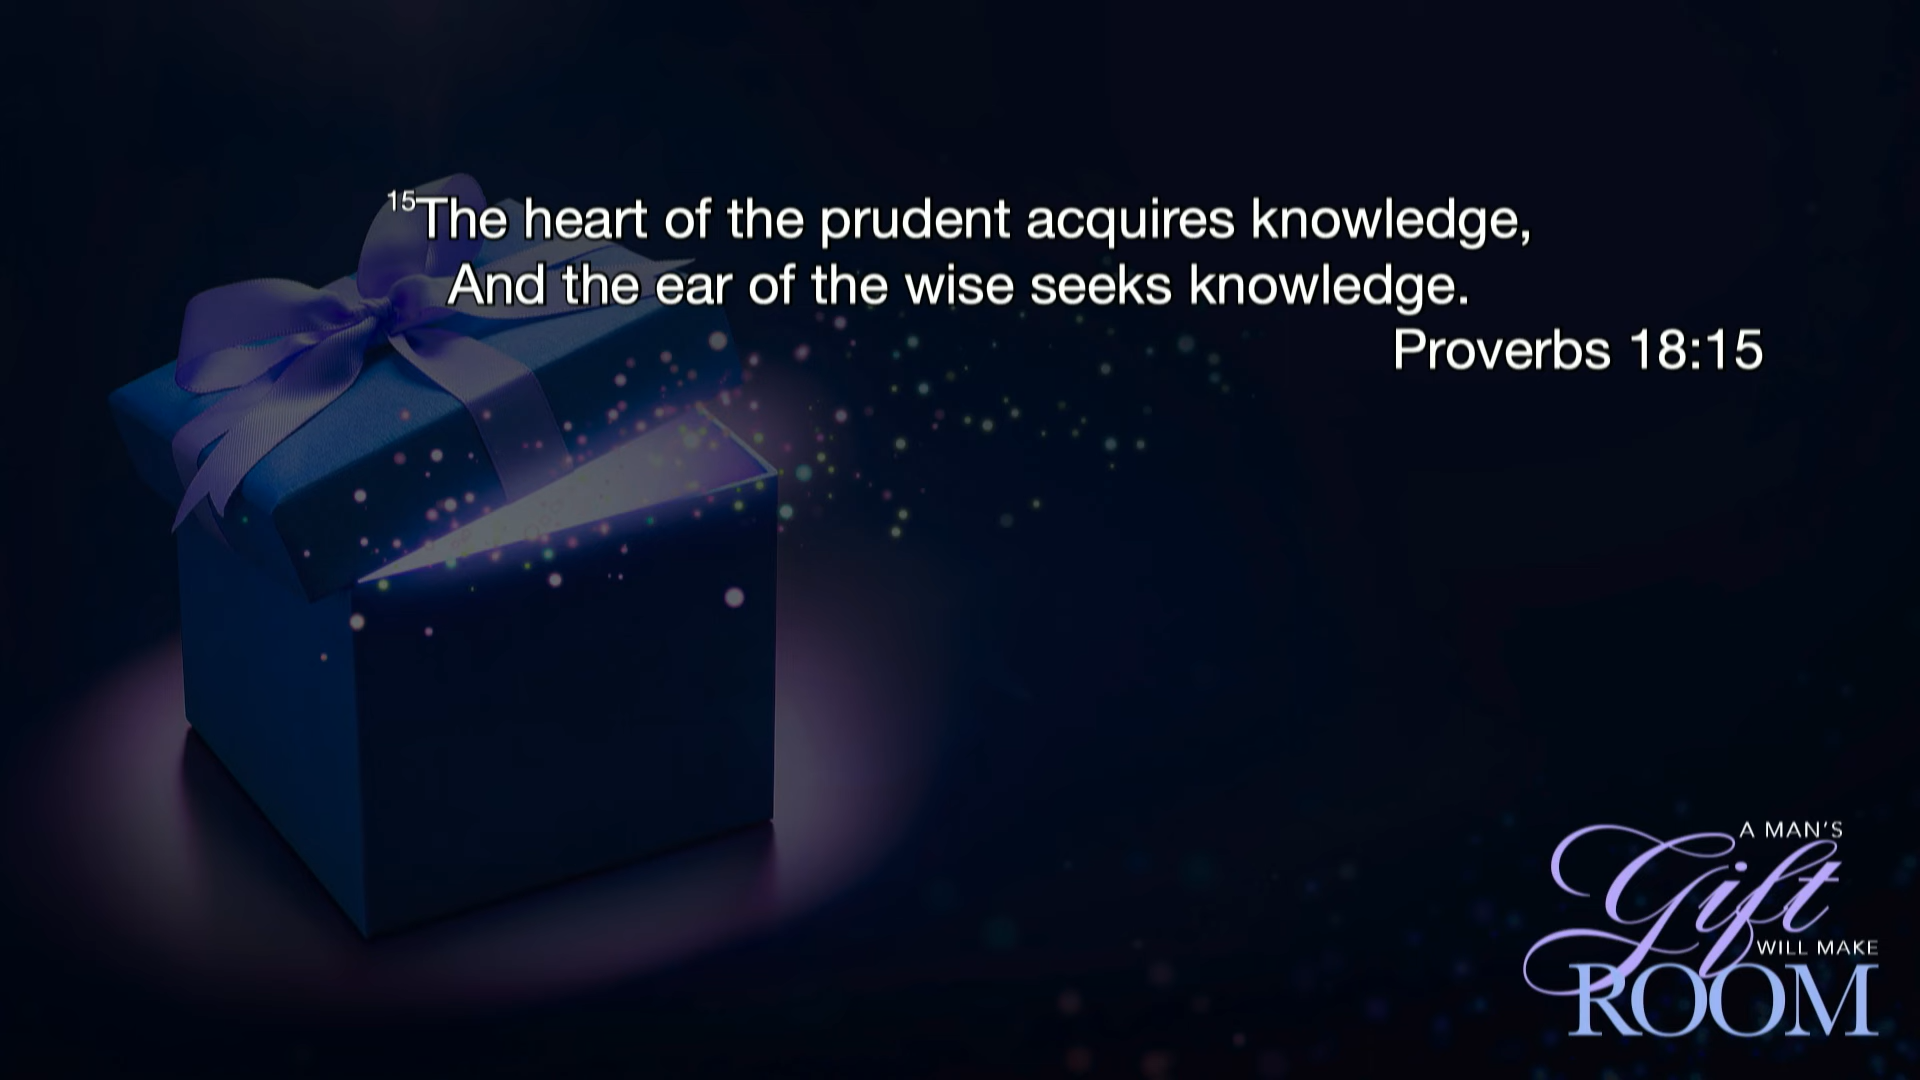 15The heart of the prudent acquires knowledge,
And the ear of the wise seeks knowledge.
Proverbs 18:15
A MAN'S
Gift
WILL MAKE
ROOM